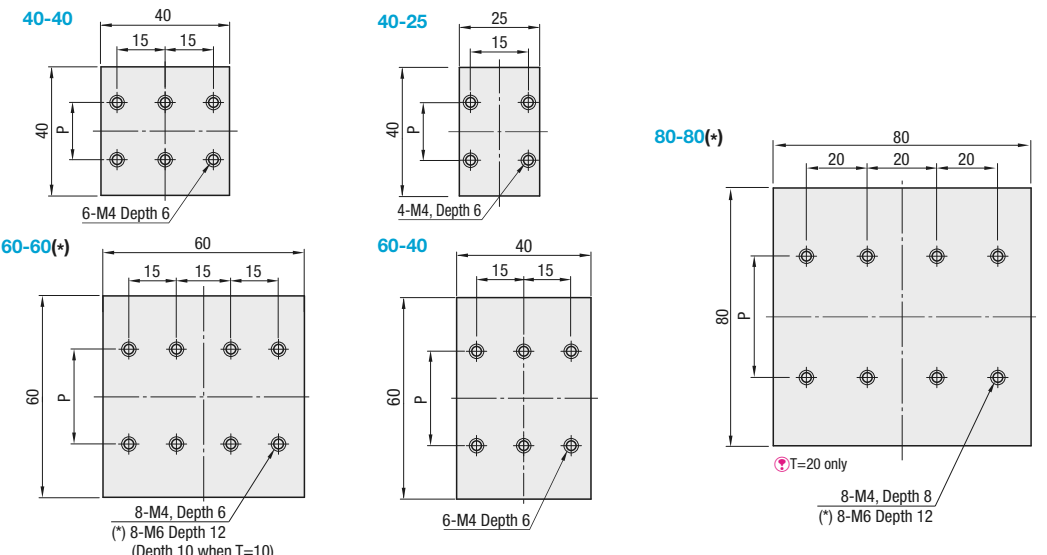 40-40
40
15 15
40
P
6-M4 Depth 6
40-25
25
15
40
P
4-M4, Depth 6
80-80(*)
80
20 20 20
80
P
T=20 only
8-M4, Depth 8
(*) 8-M6 Depth 12
60-60(*)
60
15 15 15
60
P
8-M4, Depth 6
(*) 8-M6 Depth 12
(Depth 10 when T=10)
60-40
40
15 15
60
P
6-M4 Depth 6